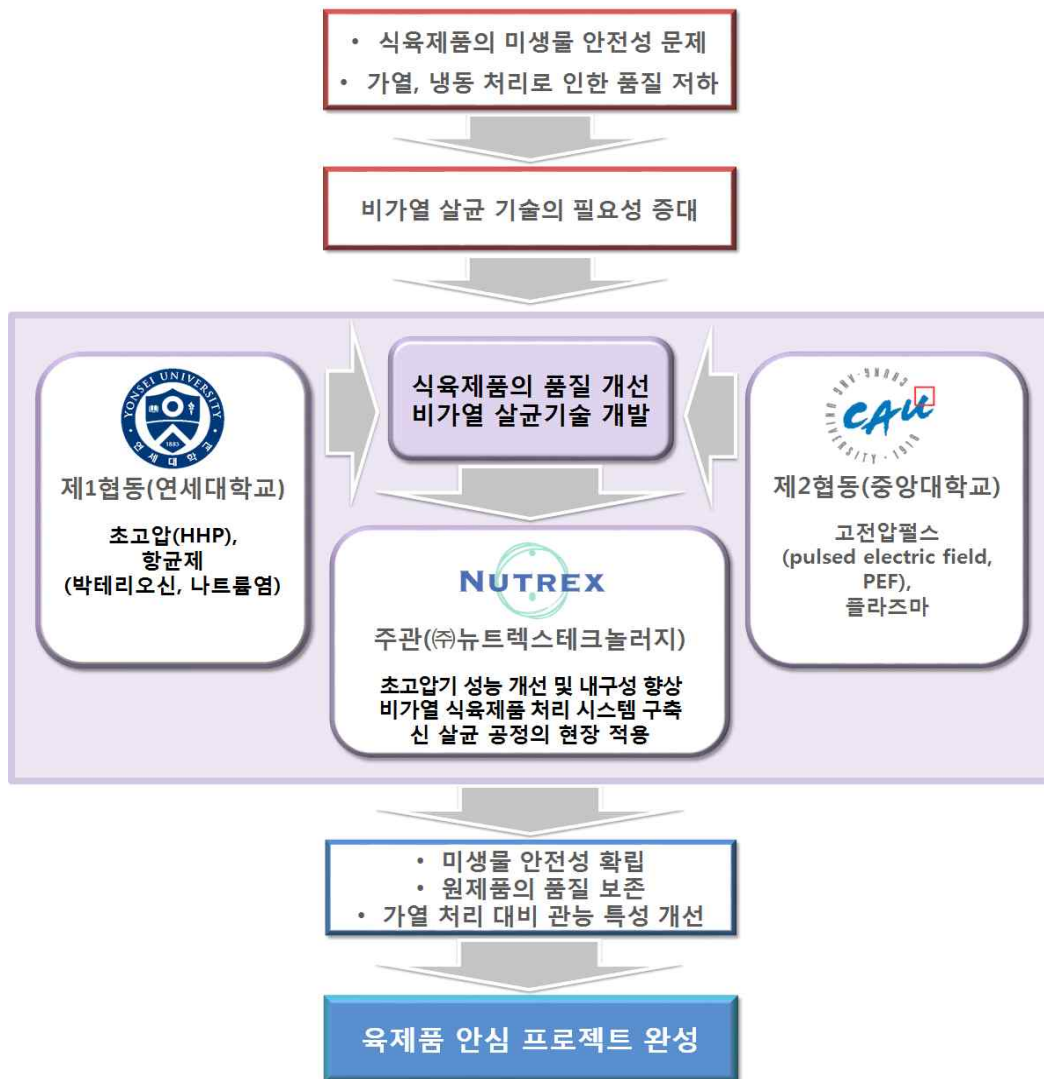 • 식육제품의 미생물 안전성 문제
• 가열, 냉동 처리로 인한 품질 저하
비가열 살균 기술의 필요성 증대
식육제품의 품질 개선
비가열 살균기술 개발
YONSEI UNIVERSITY
1885
연세대학교
제1협동(연세대학교)
초고압(HHP),
항균제
(박테리오신, 나트륨염)
CHUNG-ANG
CAU
UNIVERSITY · 1918
제2협동(중앙대학교)
고전압펄스
(pulsed electric field,
PEF),
플라즈마
NUTREX
주관(㈜뉴트렉스테크놀러지)
초고압기 성능 개선 및 내구성 향상
비가열 식육제품 처리 시스템 구축
신 살균 공정의 현장 적용
• 미생물 안전성 확립
• 원제품의 품질 보존
• 가열 처리 대비 관능 특성 개선
육제품 안심 프로젝트 완성